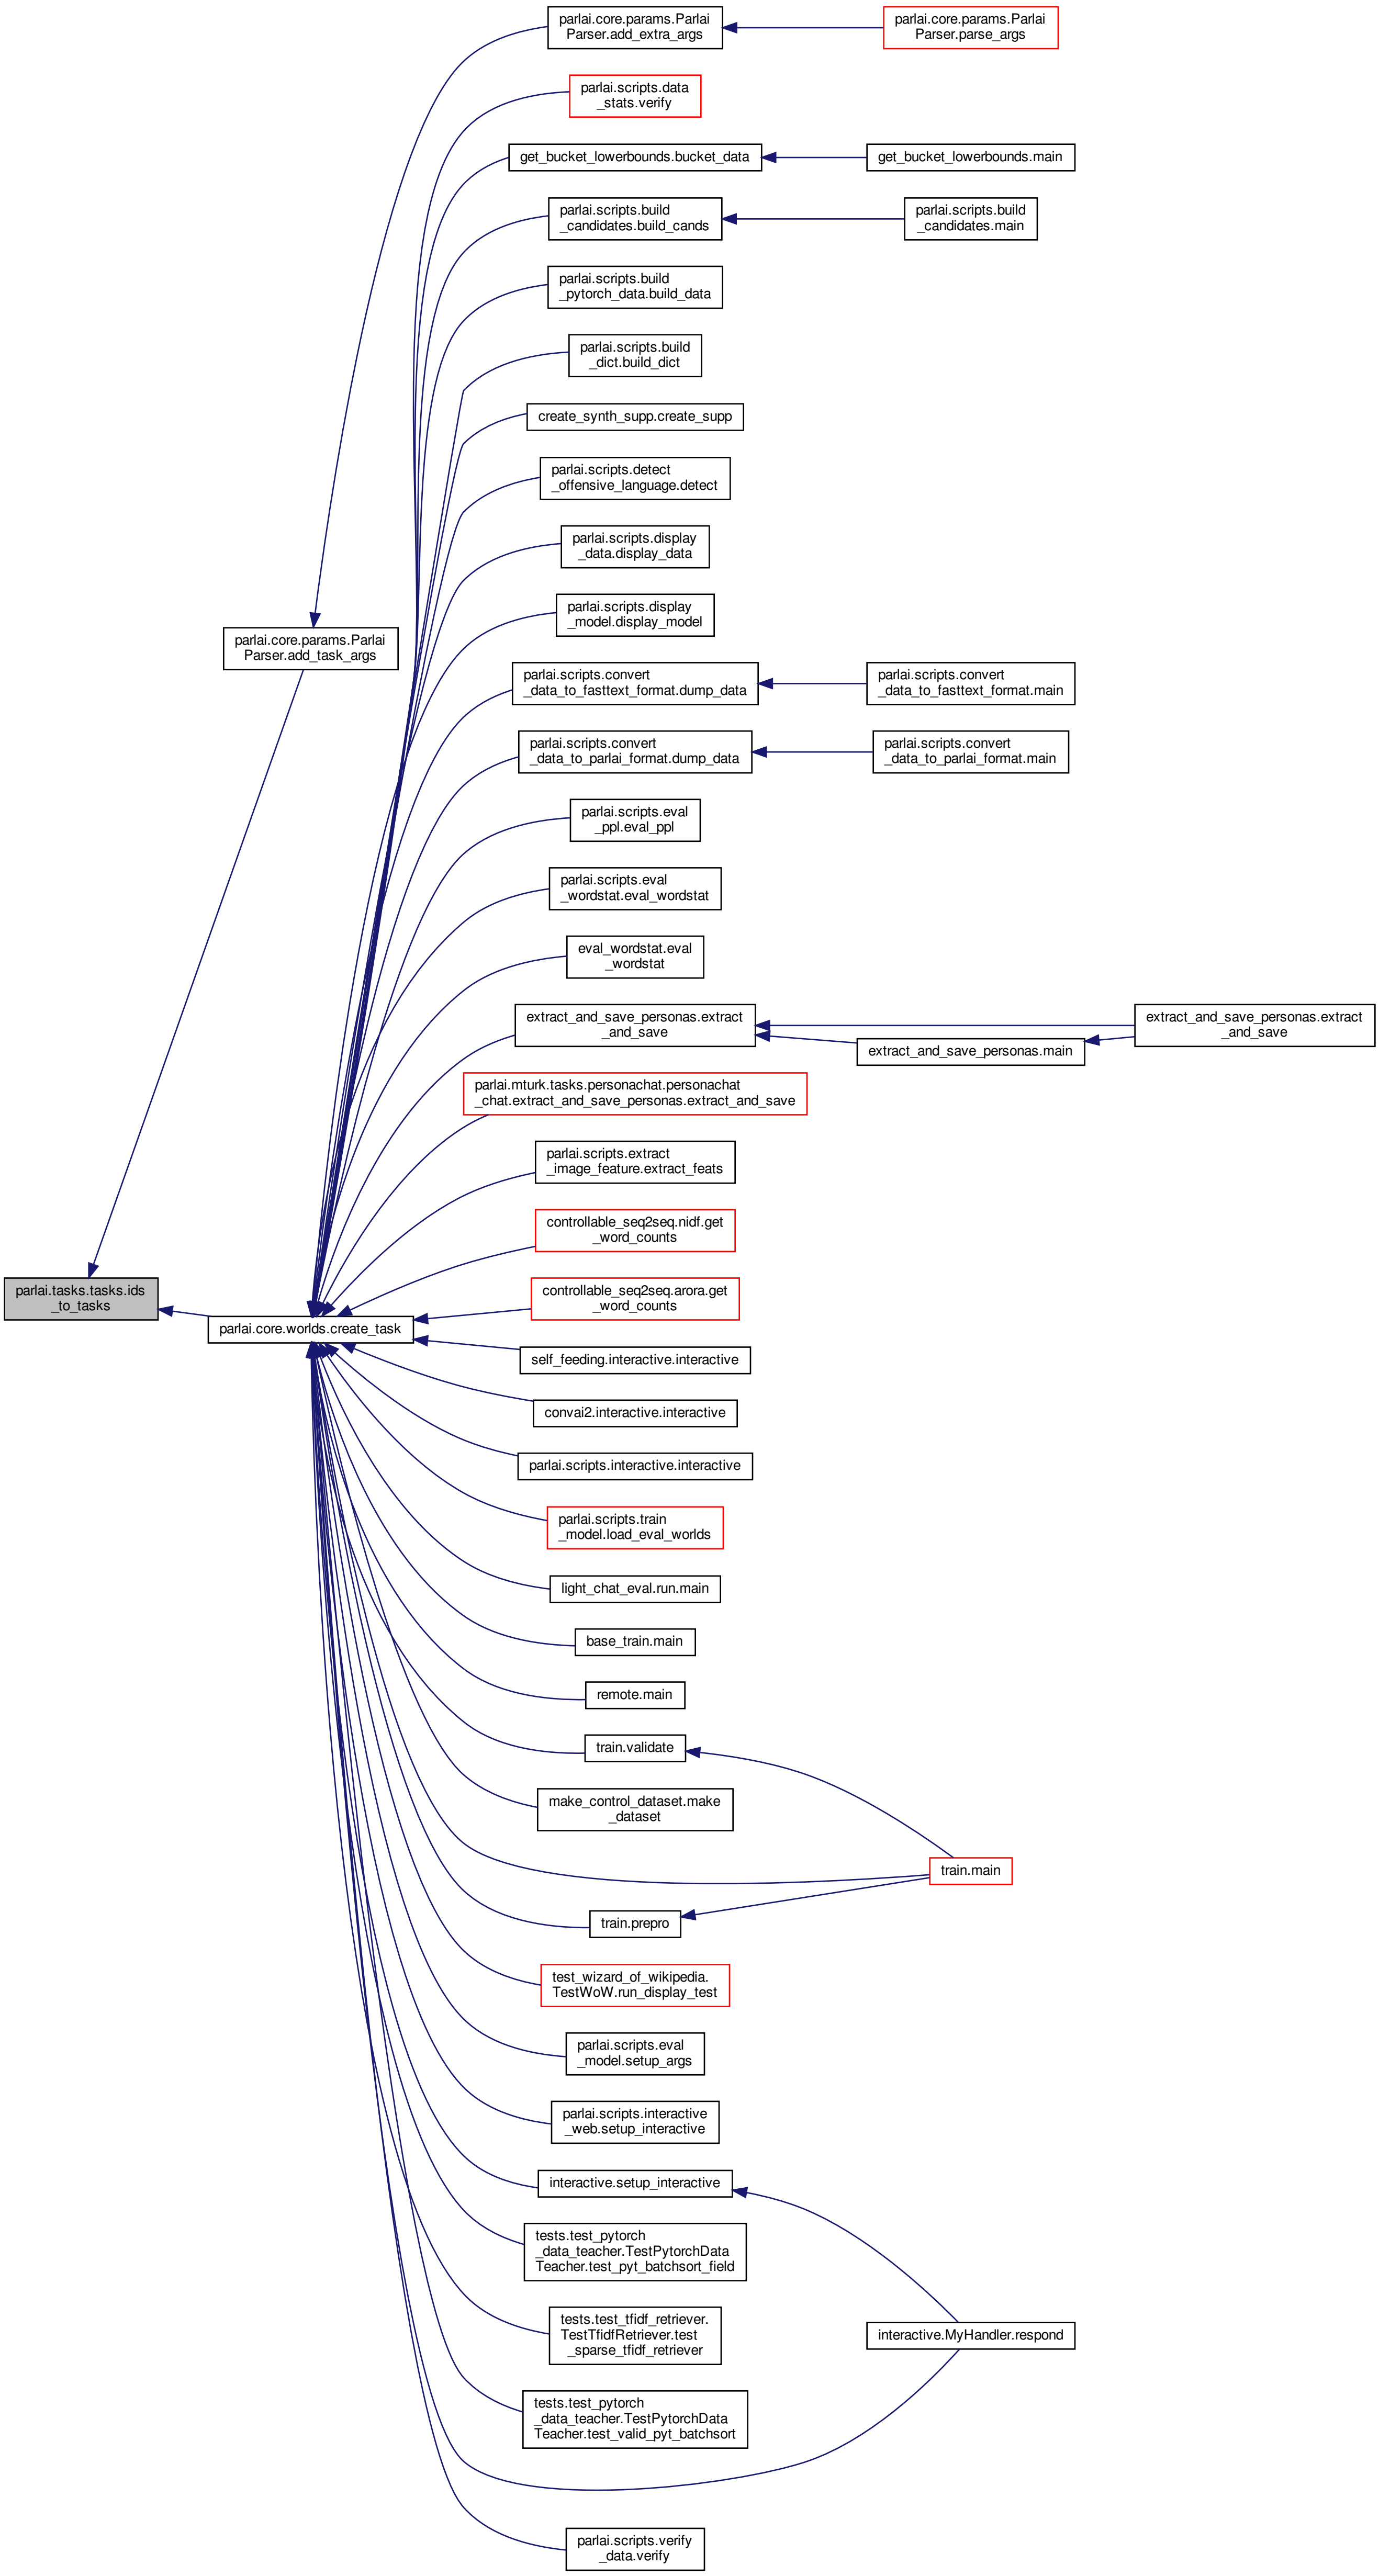 parlai.core.params.Parlai
Parser.add_extra_args
parlai.core.params.Parlai
Parser.parse_args
parlai.scripts.data
_stats.verify
get_bucket_lowerbounds.bucket_data
get_bucket_lowerbounds.main
parlai.scripts.build
_candidates.build_cands
parlai.scripts.build
_candidates.main
parlai.scripts.build
_pytorch_data.build_data
parlai.scripts.build
_dict.build_dict
create_synth_supp.create_supp
parlai.scripts.detect
_offensive_language.detect
parlai.scripts.display
_data.display_data
parlai.scripts.display
_model.display_model
parlai.core.params.Parlai
Parser.add_task_args
parlai.scripts.convert
_data_to_fasttext_format.dump_data
parlai.scripts.convert
_data_to_fasttext_format.main
parlai.scripts.convert
_data_to_parlai_format.dump_data
parlai.scripts.convert
_data_to_parlai_format.main
parlai.scripts.eval
_ppl.eval_ppl
parlai.scripts.eval
_wordstat.eval_wordstat
eval_wordstat.eval
_wordstat
extract_and_save_personas.extract
_and_save
extract_and_save_personas.main
extract_and_save_personas.extract
_and_save
parlai.mturk.tasks.personachat.personachat
_chat.extract_and_save_personas.extract_and_save
parlai.scripts.extract
_image_feature.extract_feats
controllable_seq2seq.nidf.get
_word_counts
parlai.tasks.tasks.ids
_to_tasks
parlai.core.worlds.create_task
controllable_seq2seq.arora.get
_word_counts
self_feeding.interactive.interactive
convai2.interactive.interactive
parlai.scripts.interactive.interactive
parlai.scripts.train
_model.load_eval_worlds
light_chat_eval.run.main
base_train.main
remote.main
train.validate
make_control_dataset.make
_dataset
train.main
train.prepro
test_wizard_of_wikipedia.
TestWoW.run_display_test
parlai.scripts.eval
_model.setup_args
parlai.scripts.interactive
_web.setup_interactive
interactive.setup_interactive
tests.test_pytorch
_data_teacher.TestPytorchData
Teacher.test_pyt_batchsort_field
tests.test_tfidf_retriever.
TestTfidfRetriever.test
_sparse_tfidf_retriever
interactive.MyHandler.respond
tests.test_pytorch
_data_teacher.TestPytorchData
Teacher.test_valid_pyt_batchsort
parlai.scripts.verify
_data.verify